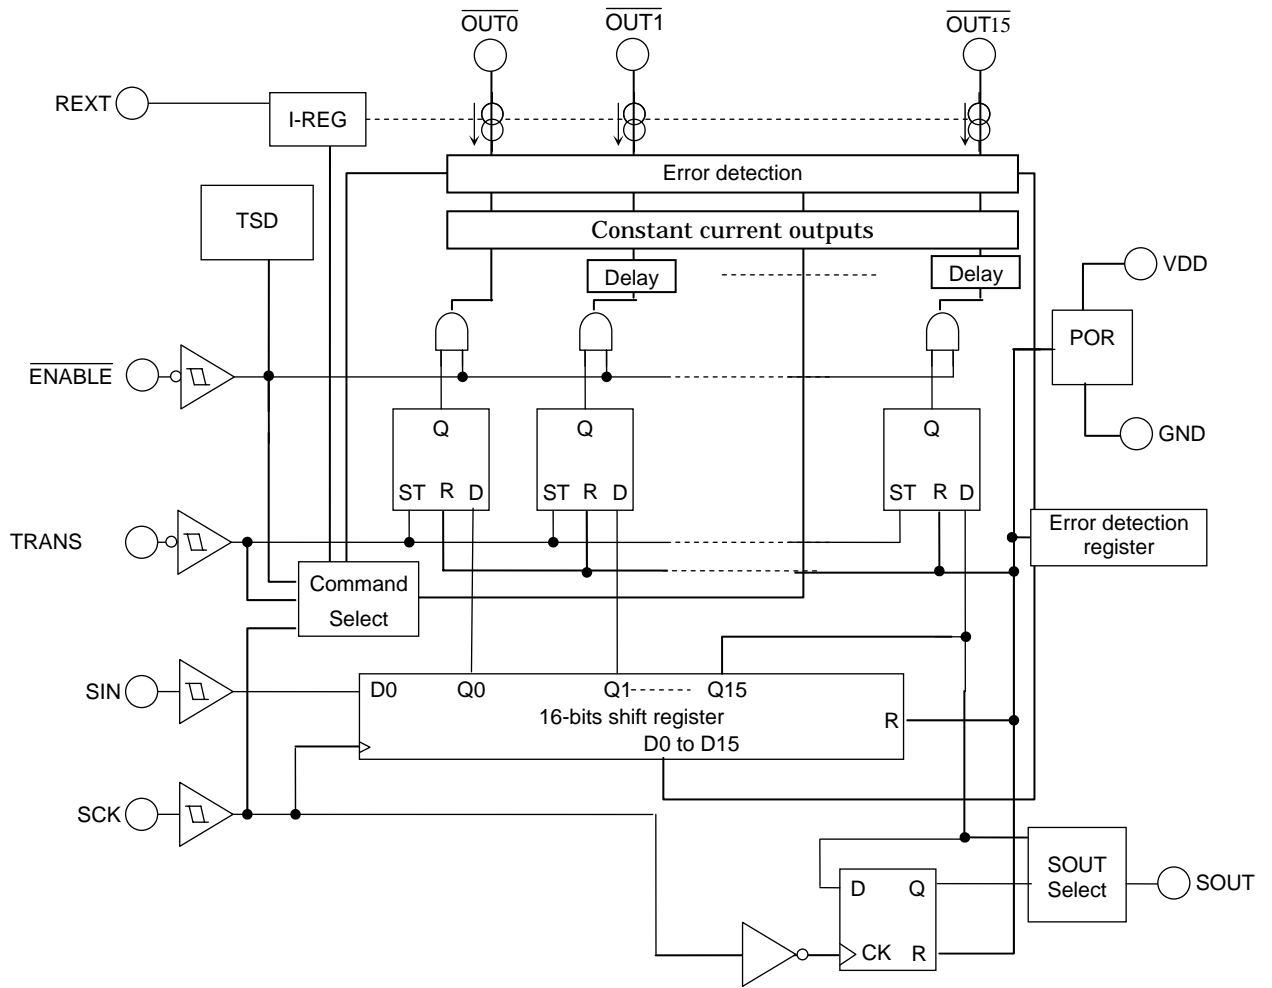 OUT0 OUT1 OUT15
REXT
I-REG
Error detection
TSD
Constant current outputs
VDD
Delay
Delay
POR
ENABLE
GND
Q Q Q
ST R D ST R D ST R D
TRANS
Error detection
register
Command
Select
SIN
D0 Q0 Q1 Q15
16-bits shift register
R
D0 to D15
SCK
SOUT
Select
SOUT
D Q
CK R